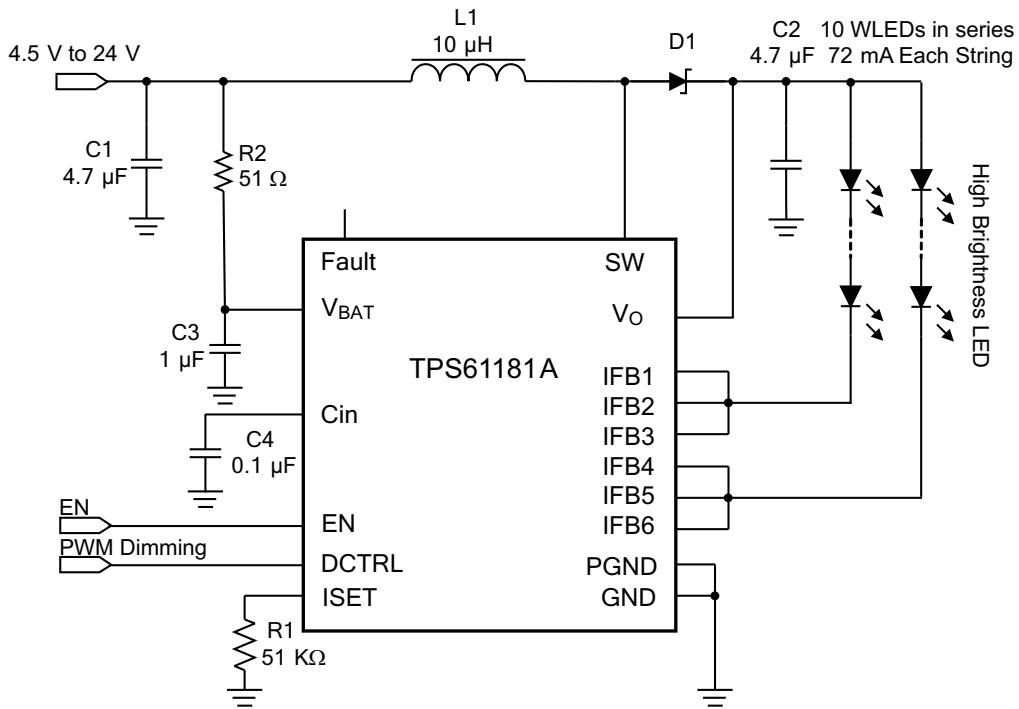 4.5 V to 24 V
L1
10 µH
D1
C2
4.7 µF
10 WLEDs in series
72 mA Each String
C1
4.7 µF
R2
51 Ω
High Brightness LED
Fault
SW
V_BAT
V_O
C3
1 µF
TPS61181A
IFB1
IFB2
IFB3
Cin
C4
0.1 µF
IFB4
IFB5
IFB6
EN
EN
PWM Dimming
DCTRL
PGND
ISET
GND
R1
51 KΩ